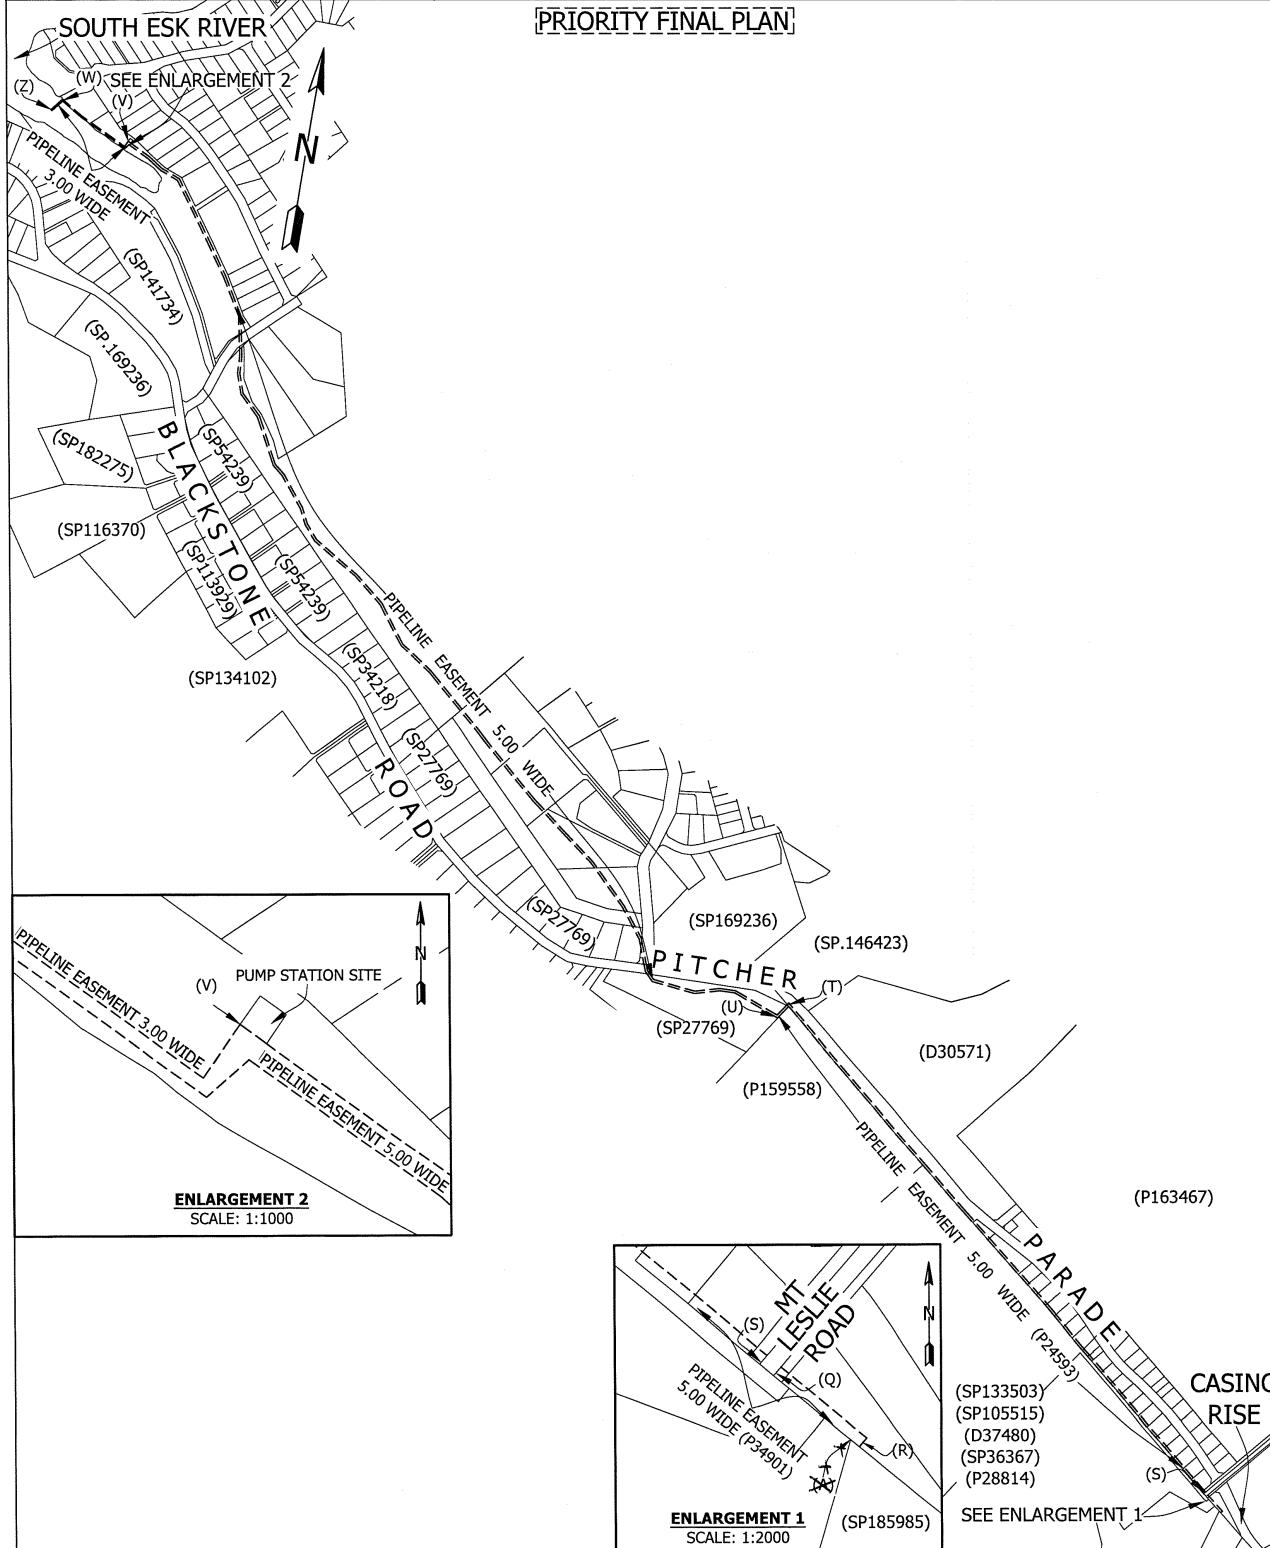 PRIORITY FINAL PLAN
SOUTH ESK RIVER
(Z)
(W)
SEE ENLARGEMENT 2
(V)
N
PIPELINE EASEMENT
3.00 WIDE
(SP141734)
(SP.169236)
(SP182275)
(SP116370)
BLACKSTONE
(SP54239)
(SP113929)
(SP54239)
(SP134102)
(SP34218)
PIPELINE EASEMENT 5.00 WIDE
(SP27769)
ROAD
(SP27769)
(SP169236)
(SP.146423)
PITCHER
(T)
(U)
(SP27769)
(P159558)
(D30571)
PIPELINE EASEMENT 5.00 WIDE (P24593)
(P163467)
PARADE
CASINO
RISE
(SP133503)
(SP105515)
(D37480)
(SP36367)
(P28814)
(S)
SEE ENLARGEMENT 1
PIPELINE EASEMENT 3.00 WIDE
(V)
PUMP STATION SITE
N
PIPELINE EASEMENT 5.00 WIDE
ENLARGEMENT 2
SCALE: 1:1000
MT
LESLIE
ROAD
N
(S)
(Q)
(R)
PIPELINE EASEMENT
5.00 WIDE (P34901)
(SP185985)
ENLARGEMENT 1
SCALE: 1:2000